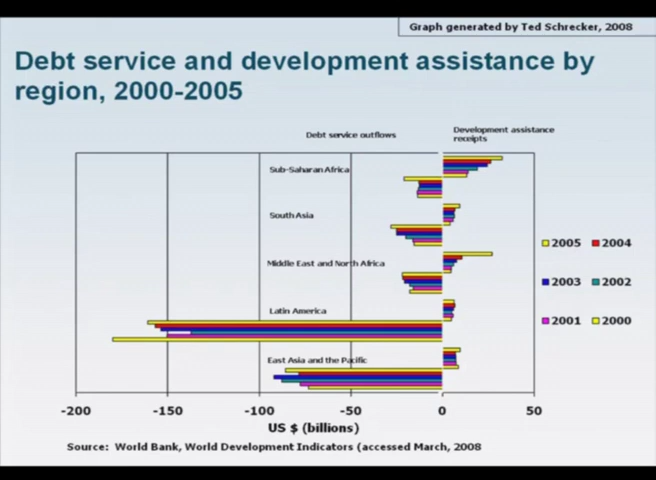 Graph generated by Ted Schrecker, 2008
Debt service and development assistance by
region, 2000-2005
Debt service outflows
Development assistance
receipts
Sub-Saharan Africa
South Asia
Middle East and North Africa
Latin America
East Asia and the Pacific
2005 2004
2003 2002
2001 2000
-200 -150 -100 -50 0 50
US $ (billions)
Source: World Bank, World Development Indicators (accessed March, 2008